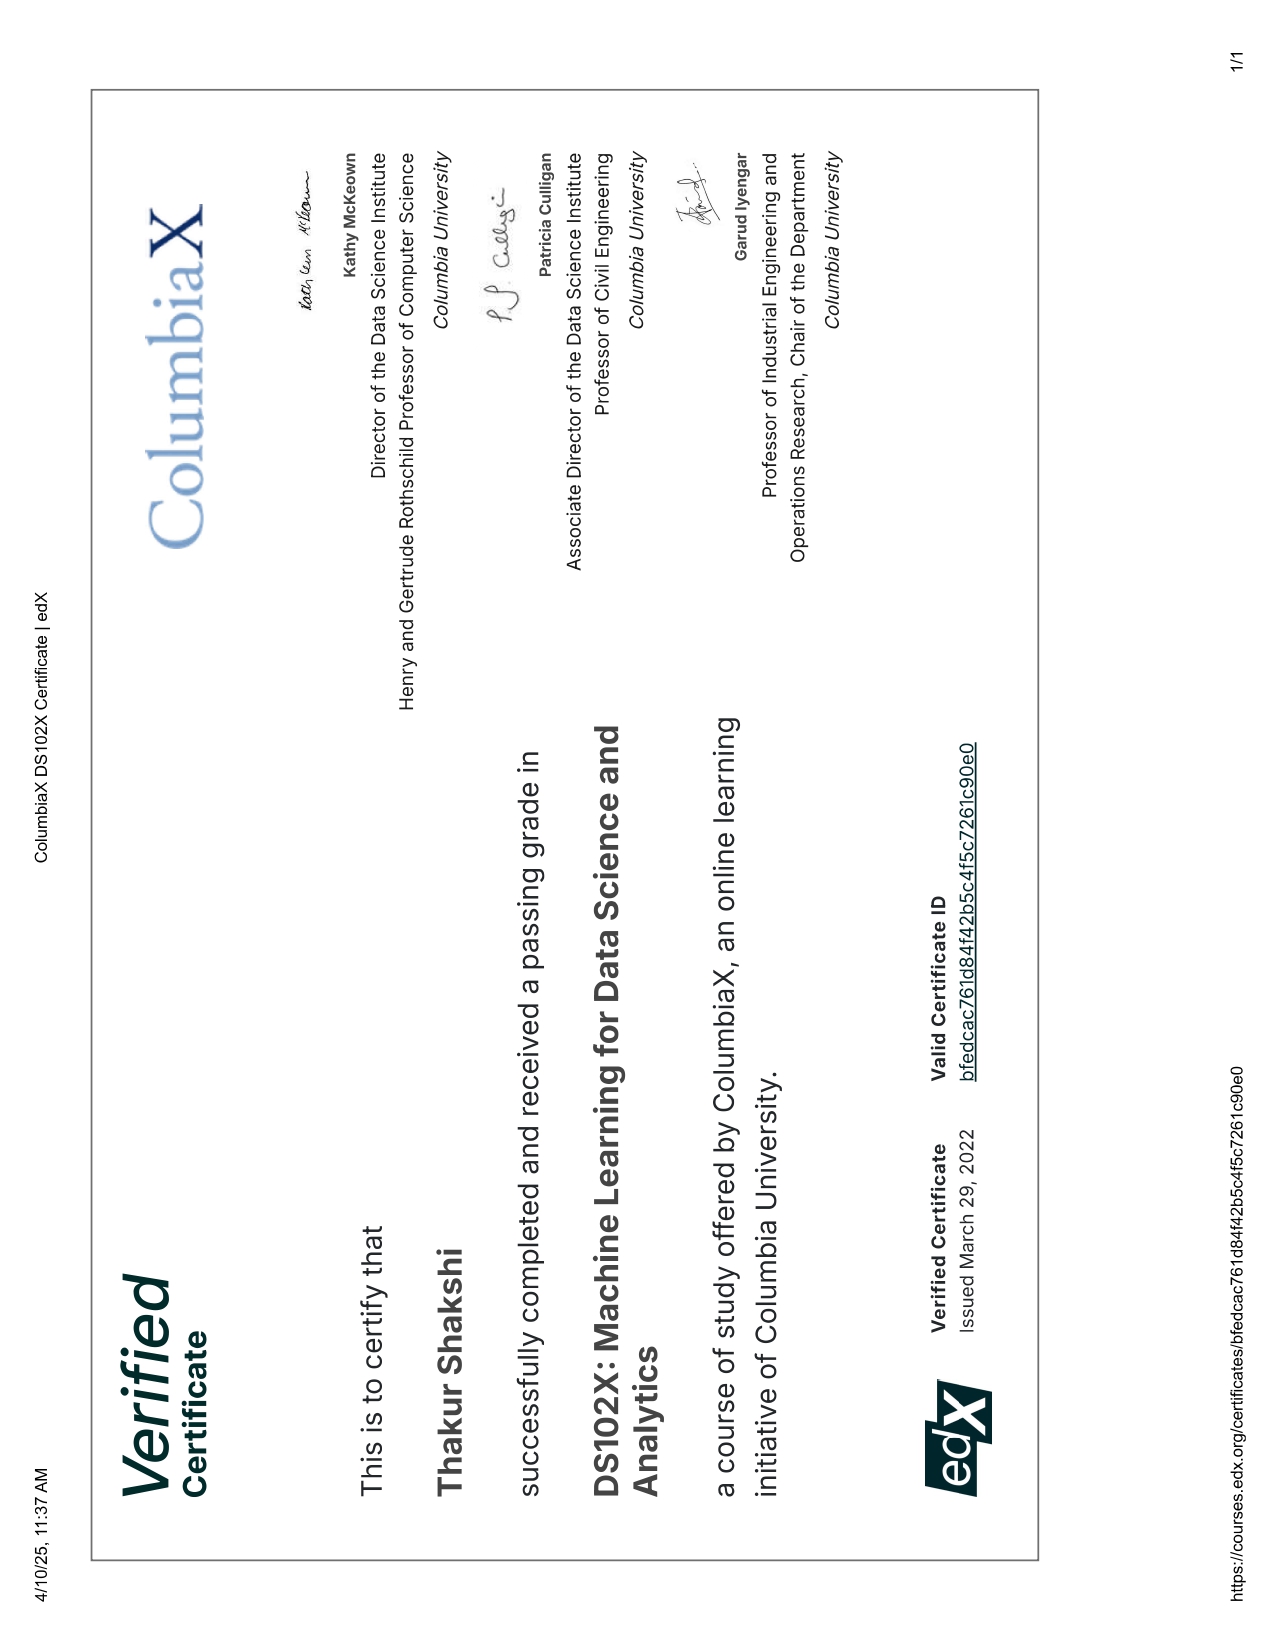 4/10/25, 11:37 AM
ColumbiaX DS102X Certificate | edX
Verified
Certificate
ColumbiaX
This is to certify that
Thakur Shakshi
successfully completed and received a passing grade in
DS102X: Machine Learning for Data Science and
Analytics
a course of study offered by ColumbiaX, an online learning
initiative of Columbia University.
Kathleen McKeown
Kathy McKeown
Director of the Data Science Institute
Henry and Gertrude Rothschild Professor of Computer Science
Columbia University
P.J. Culligan
Patricia Culligan
Associate Director of the Data Science Institute
Professor of Civil Engineering
Columbia University
Garud Iyengar
Professor of Industrial Engineering and
Operations Research, Chair of the Department
Columbia University
edX
Verified Certificate
Issued March 29, 2022
Valid Certificate ID
bfedcac761d84f42b5c4f5c7261c90e0
https://courses.edx.org/certificates/bfedcac761d84f42b5c4f5c7261c90e0
1/1